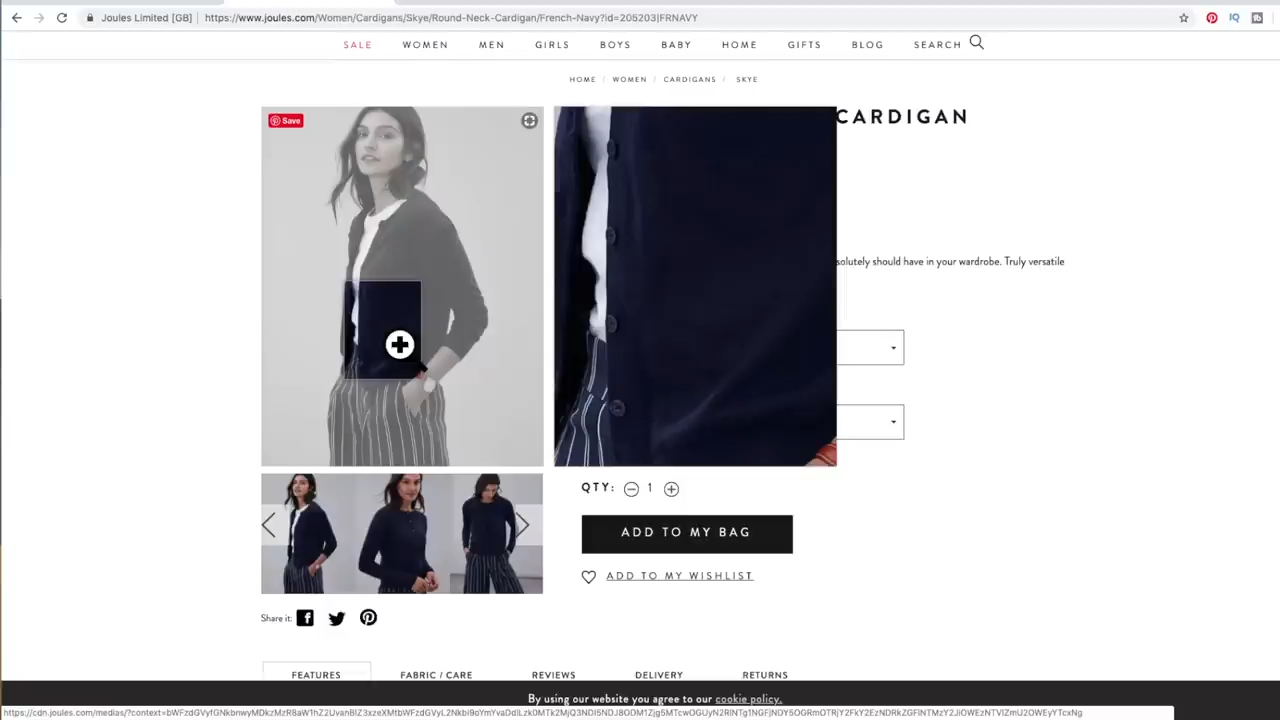 Joules Limited [GB]
https://www.joules.com/Women/Cardigans/Skye/Round-Neck-Cardigan/French-Navy?id=205203|FRNAVY
SALE WOMEN MEN GIRLS BOYS BABY HOME GIFTS BLOG SEARCH
HOME / WOMEN / CARDIGANS / SKYE
Save
CARDIGAN
solutely should have in your wardrobe. Truly versatile
QTY: 1
ADD TO MY BAG
ADD TO MY WISHLIST
Share it:
FEATURES FABRIC / CARE REVIEWS DELIVERY RETURNS
By using our website you agree to our cookie policy.